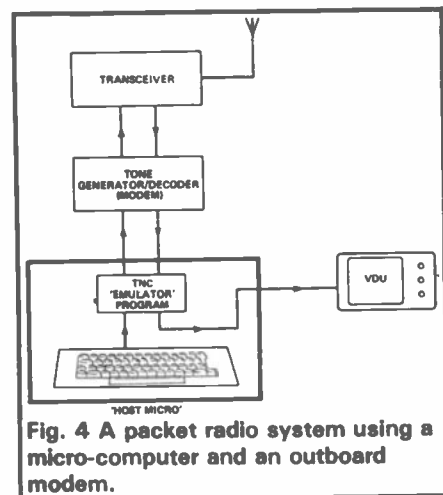 TRANSCEIVER
TONE
GENERATOR/DECODER
(MODEM)
TNC
'EMULATOR'
PROGRAM
VDU
'HOST MICRO'
Fig. 4 A packet radio system using a
micro-computer and an outboard
modem.